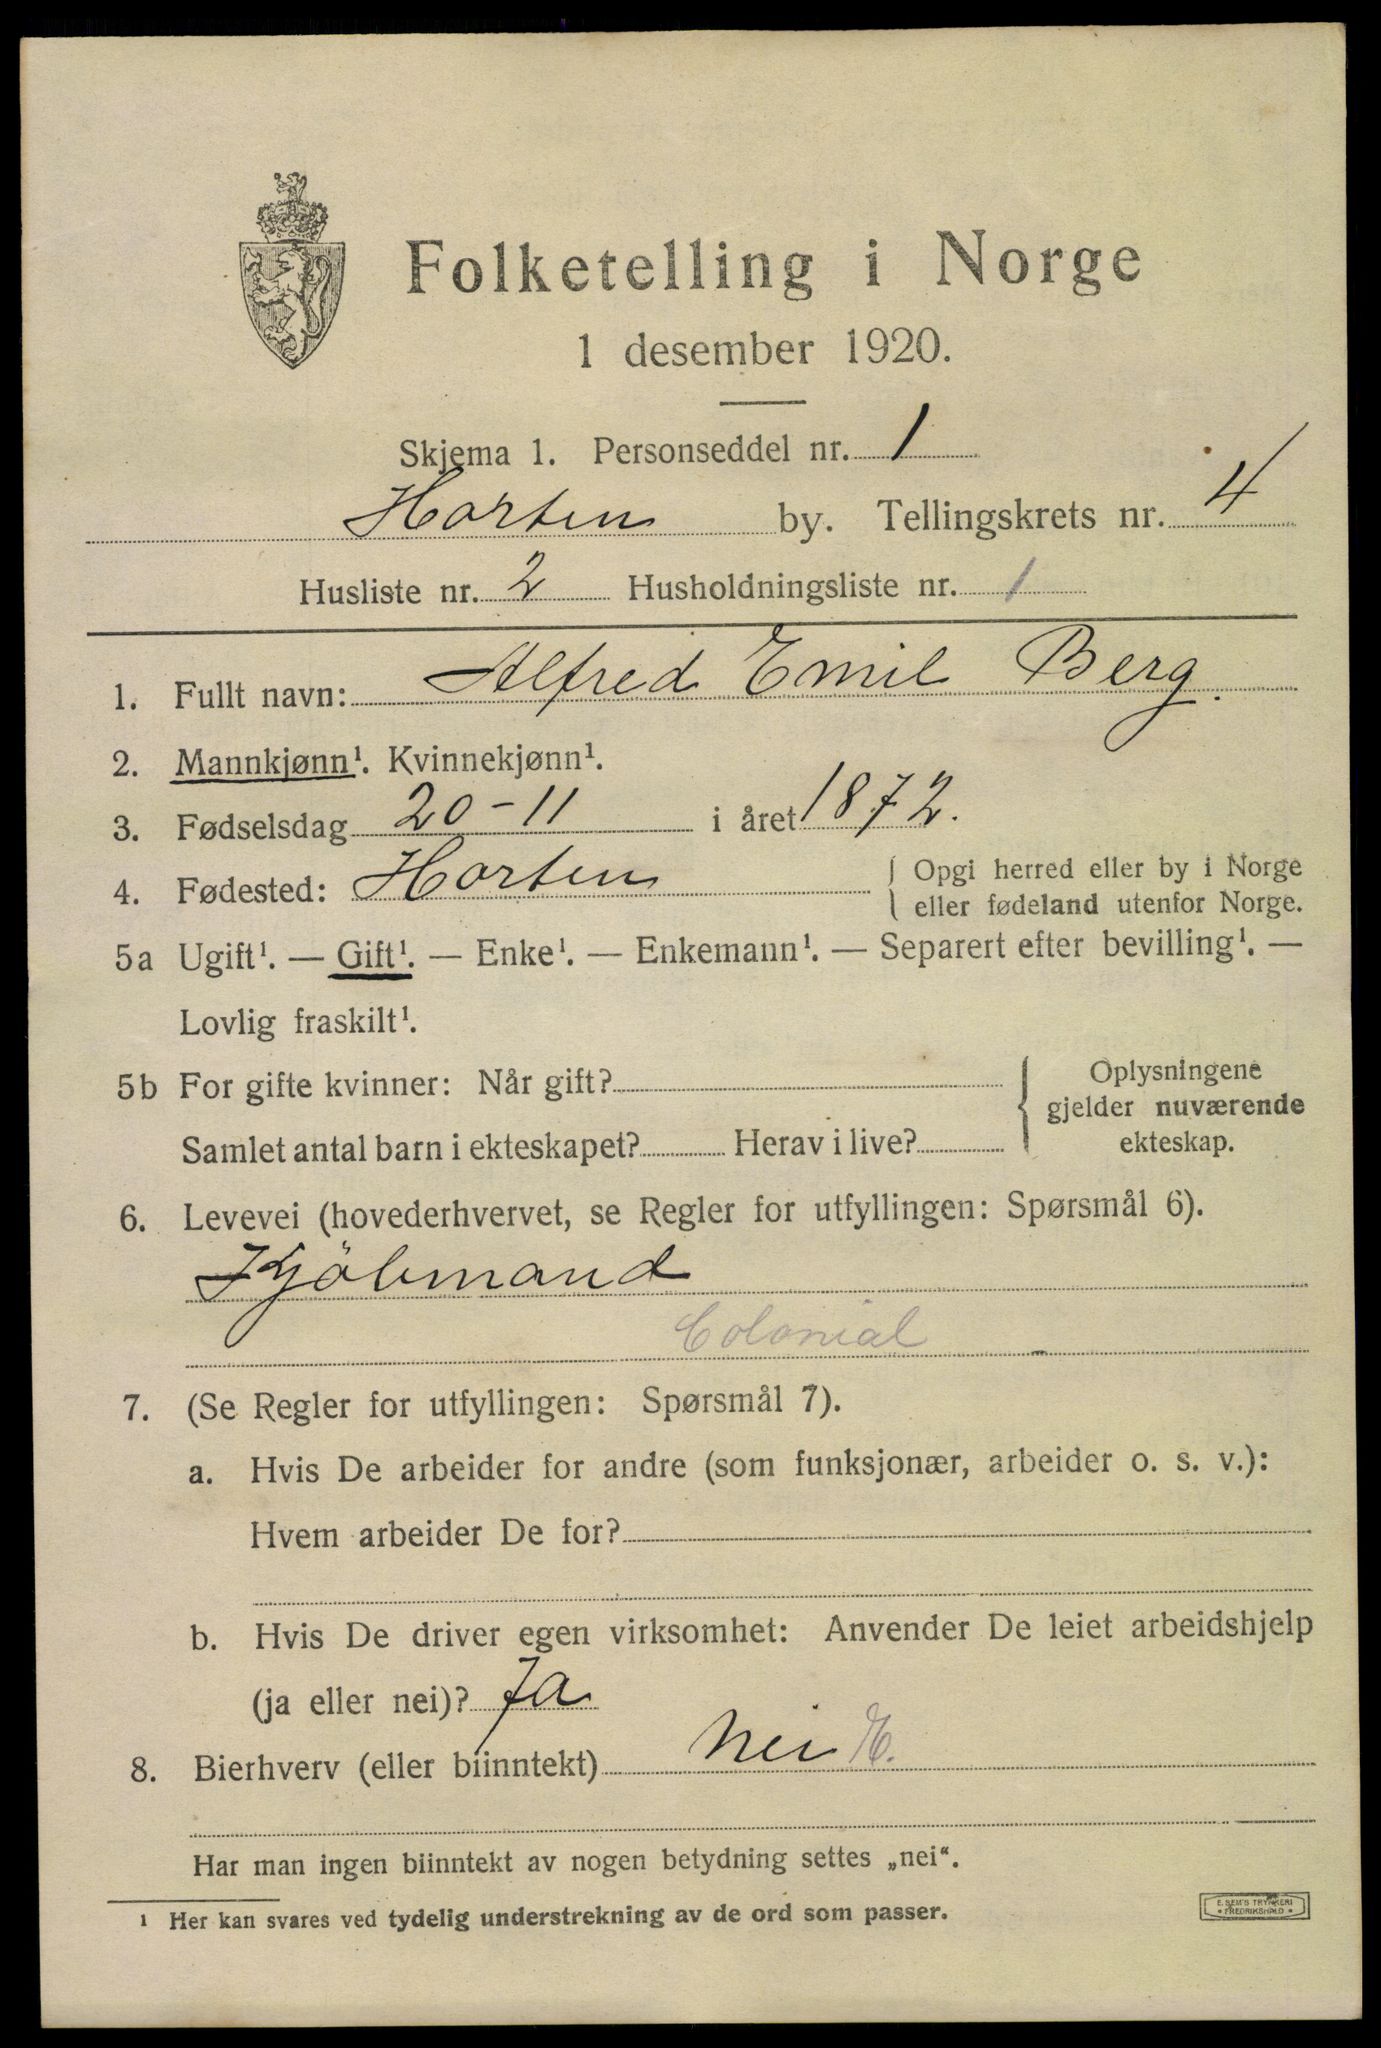 Folketelling i Norge
1 desember 1920.
Skjema 1. Personseddel nr. 1
Horten by. Tellingskrets nr. 4
Husliste nr. 2 Husholdningsliste nr. 1
1. Fullt navn: Alfred Emil Berg.
2. Mannkjønn¹. Kvinnekjønn¹.
3. Fødselsdag 20-11 i året 1872.
4. Fødested: Horten { Opgi herred eller by i Norge
eller fødeland utenfor Norge.
5a Ugift¹. — Gift¹. — Enke¹. — Enkemann¹. — Separert efter bevilling¹. —
Lovlig fraskilt¹.
5b For gifte kvinner: Når gift?
Samlet antal barn i ekteskapet? Herav i live?
{ Oplysningene
gjelder nuværende
ekteskap.
6. Levevei (hovederhvervet, se Regler for utfyllingen: Spørsmål 6).
Kjöbmand
Colonial
7. (Se Regler for utfyllingen: Spørsmål 7).
a. Hvis De arbeider for andre (som funksjonær, arbeider o. s. v.):
Hvem arbeider De for?
b. Hvis De driver egen virksomhet: Anvender De leiet arbeidshjelp
(ja eller nei)? Ja
8. Bierhverv (eller biinntekt) Nei E.
Har man ingen biinntekt av nogen betydning settes „nei“.
¹ Her kan svares ved tydelig understrekning av de ord som passer.
E. SEM'S TRYKKERI
• FREDRIKSHALD •